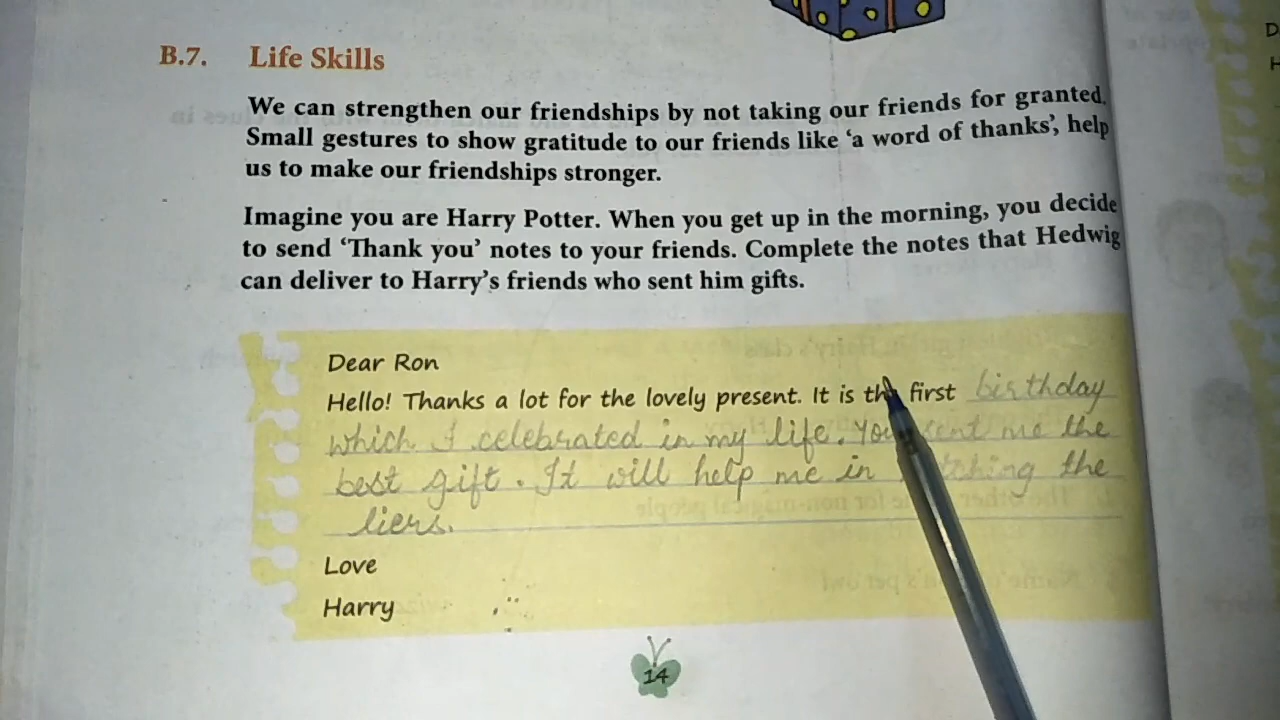 B.7. Life Skills
We can strengthen our friendships by not taking our friends for granted.
Small gestures to show gratitude to our friends like ‘a word of thanks’, help
us to make our friendships stronger.
Imagine you are Harry Potter. When you get up in the morning, you decide
to send ‘Thank you’ notes to your friends. Complete the notes that Hedwig
can deliver to Harry’s friends who sent him gifts.
Dear Ron
Hello! Thanks a lot for the lovely present. It is the first birthday
which I celebrated in my life. You sent me the
best gift. It will help me in the
liers.
Love
Harry
14